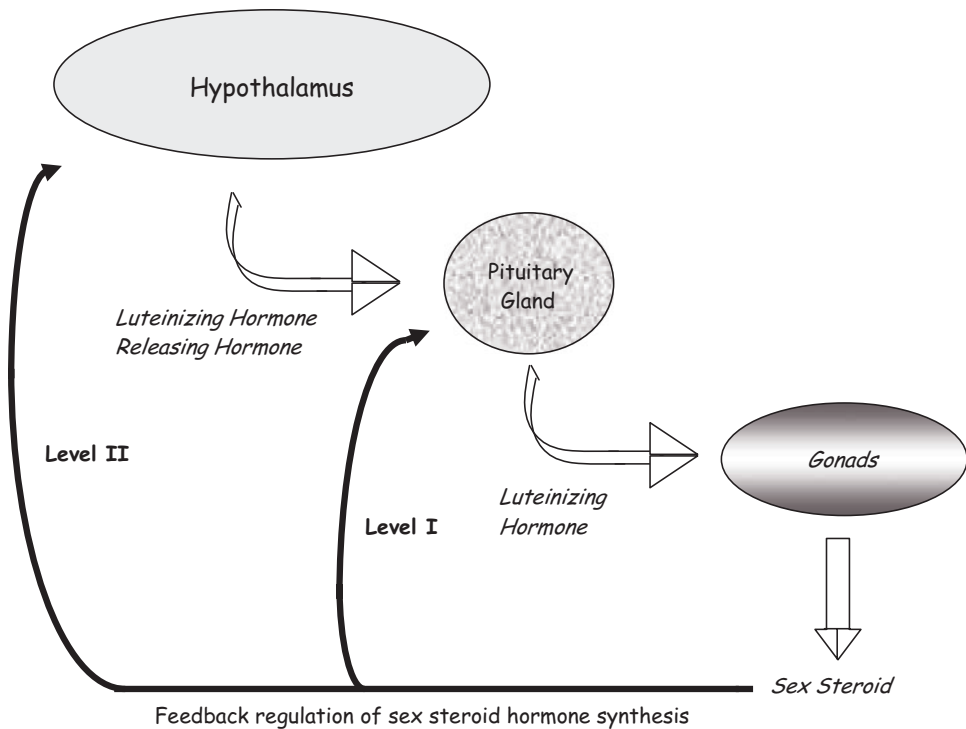 Hypothalamus
Pituitary
Gland
Luteinizing Hormone
Releasing Hormone
Level II
Gonads
Luteinizing
Hormone
Level I
Sex Steroid
Feedback regulation of sex steroid hormone synthesis